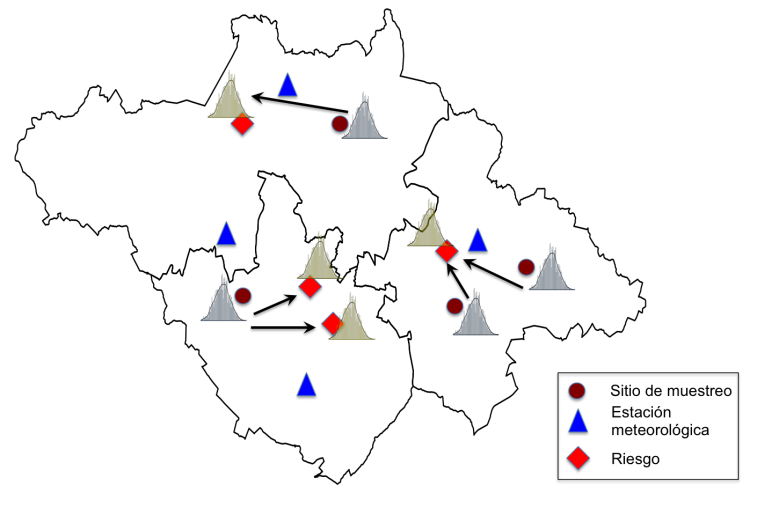 Sitio de muestreo
Estación
meteorológica
Riesgo